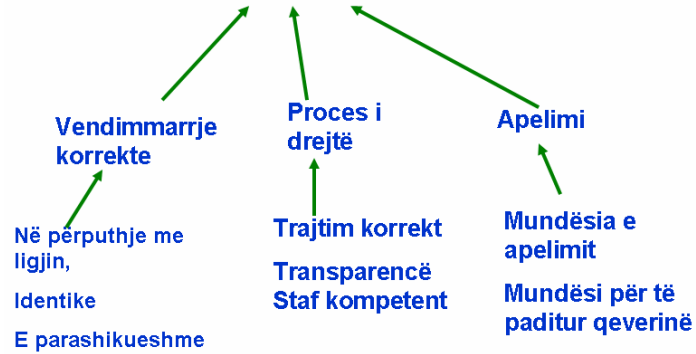 Vendimmarrje
korrekte
Proces i
drejtë
Apelimi
Në përputhje me
ligjin,
Identike
E parashikueshme
Trajtim korrekt
Transparencë
Staf kompetent
Mundësia e
apelimit
Mundësi për të
paditur qeverinë